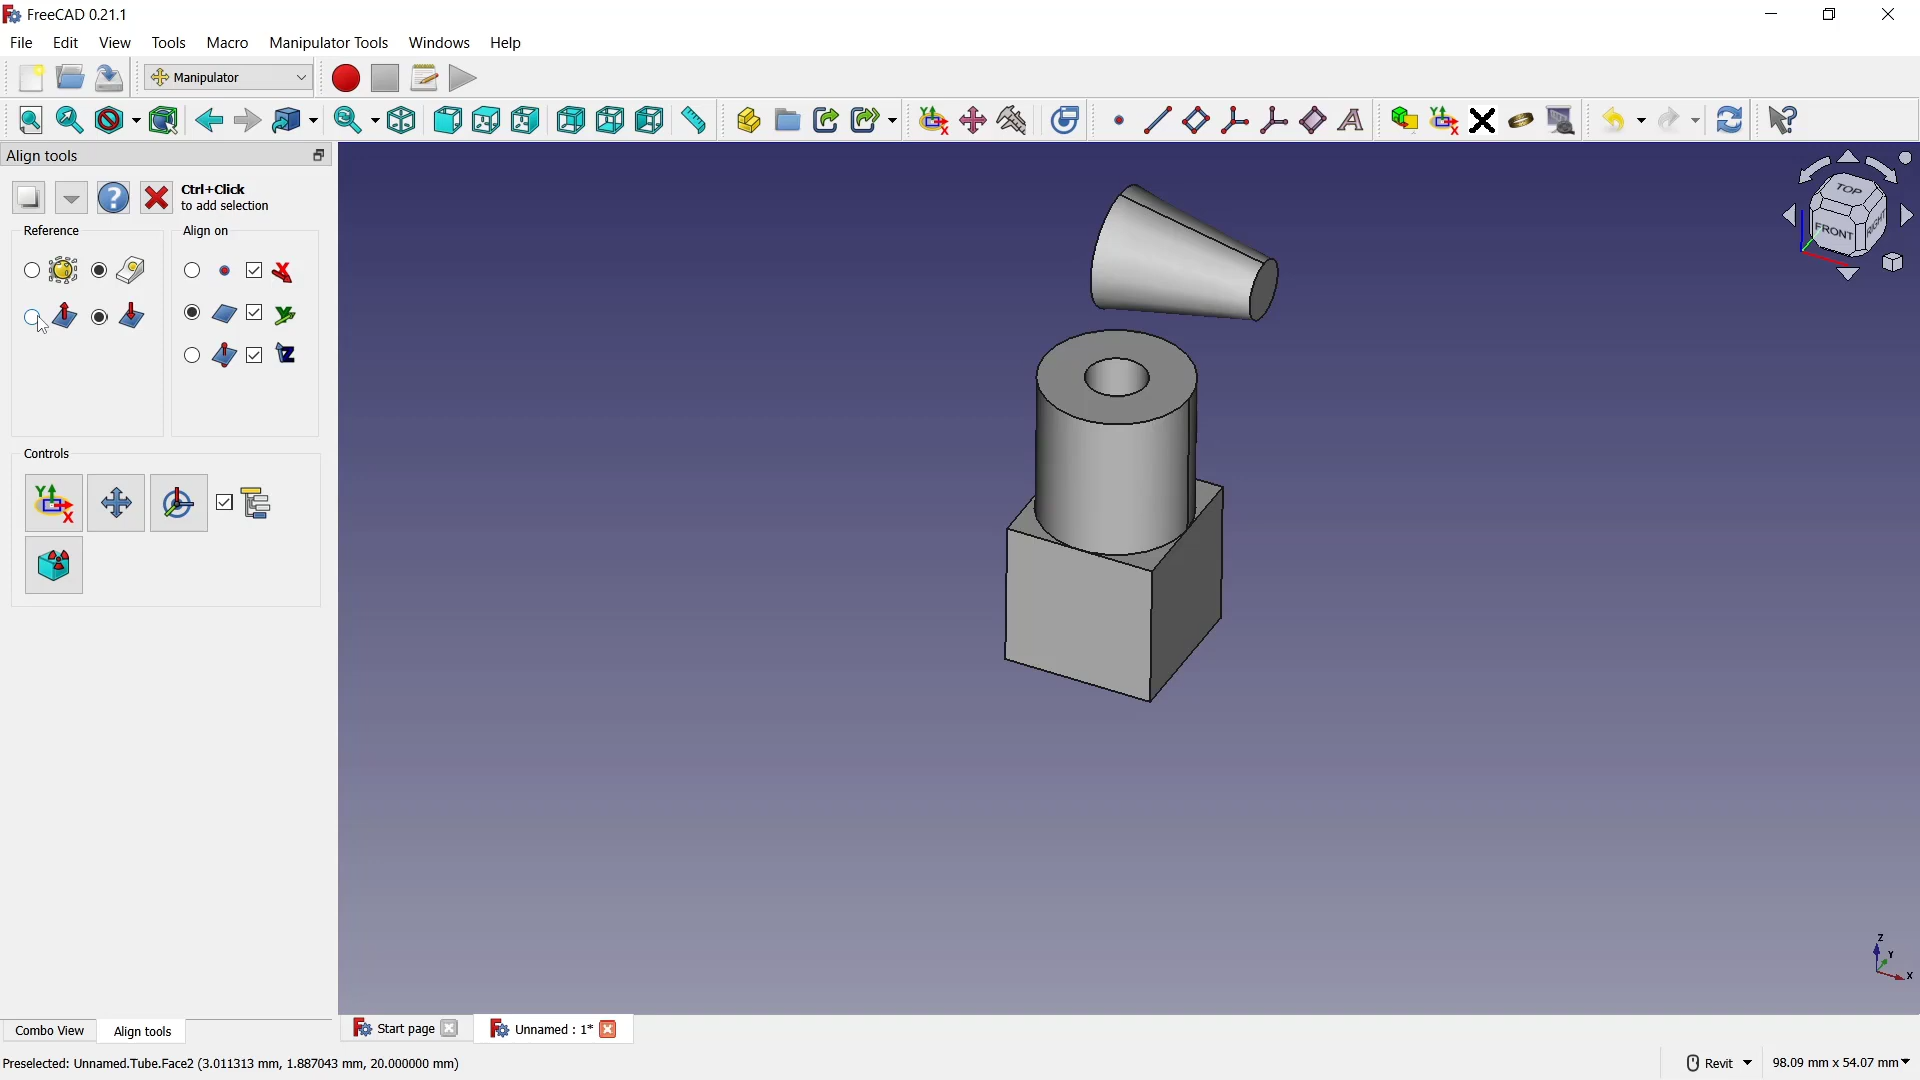 FreeCAD 0.21.1
File Edit View Tools Macro Manipulator Tools Windows Help
Manipulator
Align tools
Ctrl+Click
to add selection
Reference
Align on
Controls
TOP
FRONT
RIGHT
Z
Y
X
Combo View
Align tools
Start page
Unnamed : 1*
Preselected: Unnamed.Tube.Face2 (3.011313 mm, 1.887043 mm, 20.000000 mm)
Revit
98.09 mm x 54.07 mm